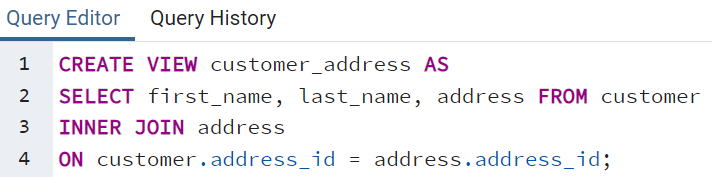 Query Editor Query History
1 CREATE VIEW customer_address AS
2 SELECT first_name, last_name, address FROM customer
3 INNER JOIN address
4 ON customer.address_id = address.address_id;